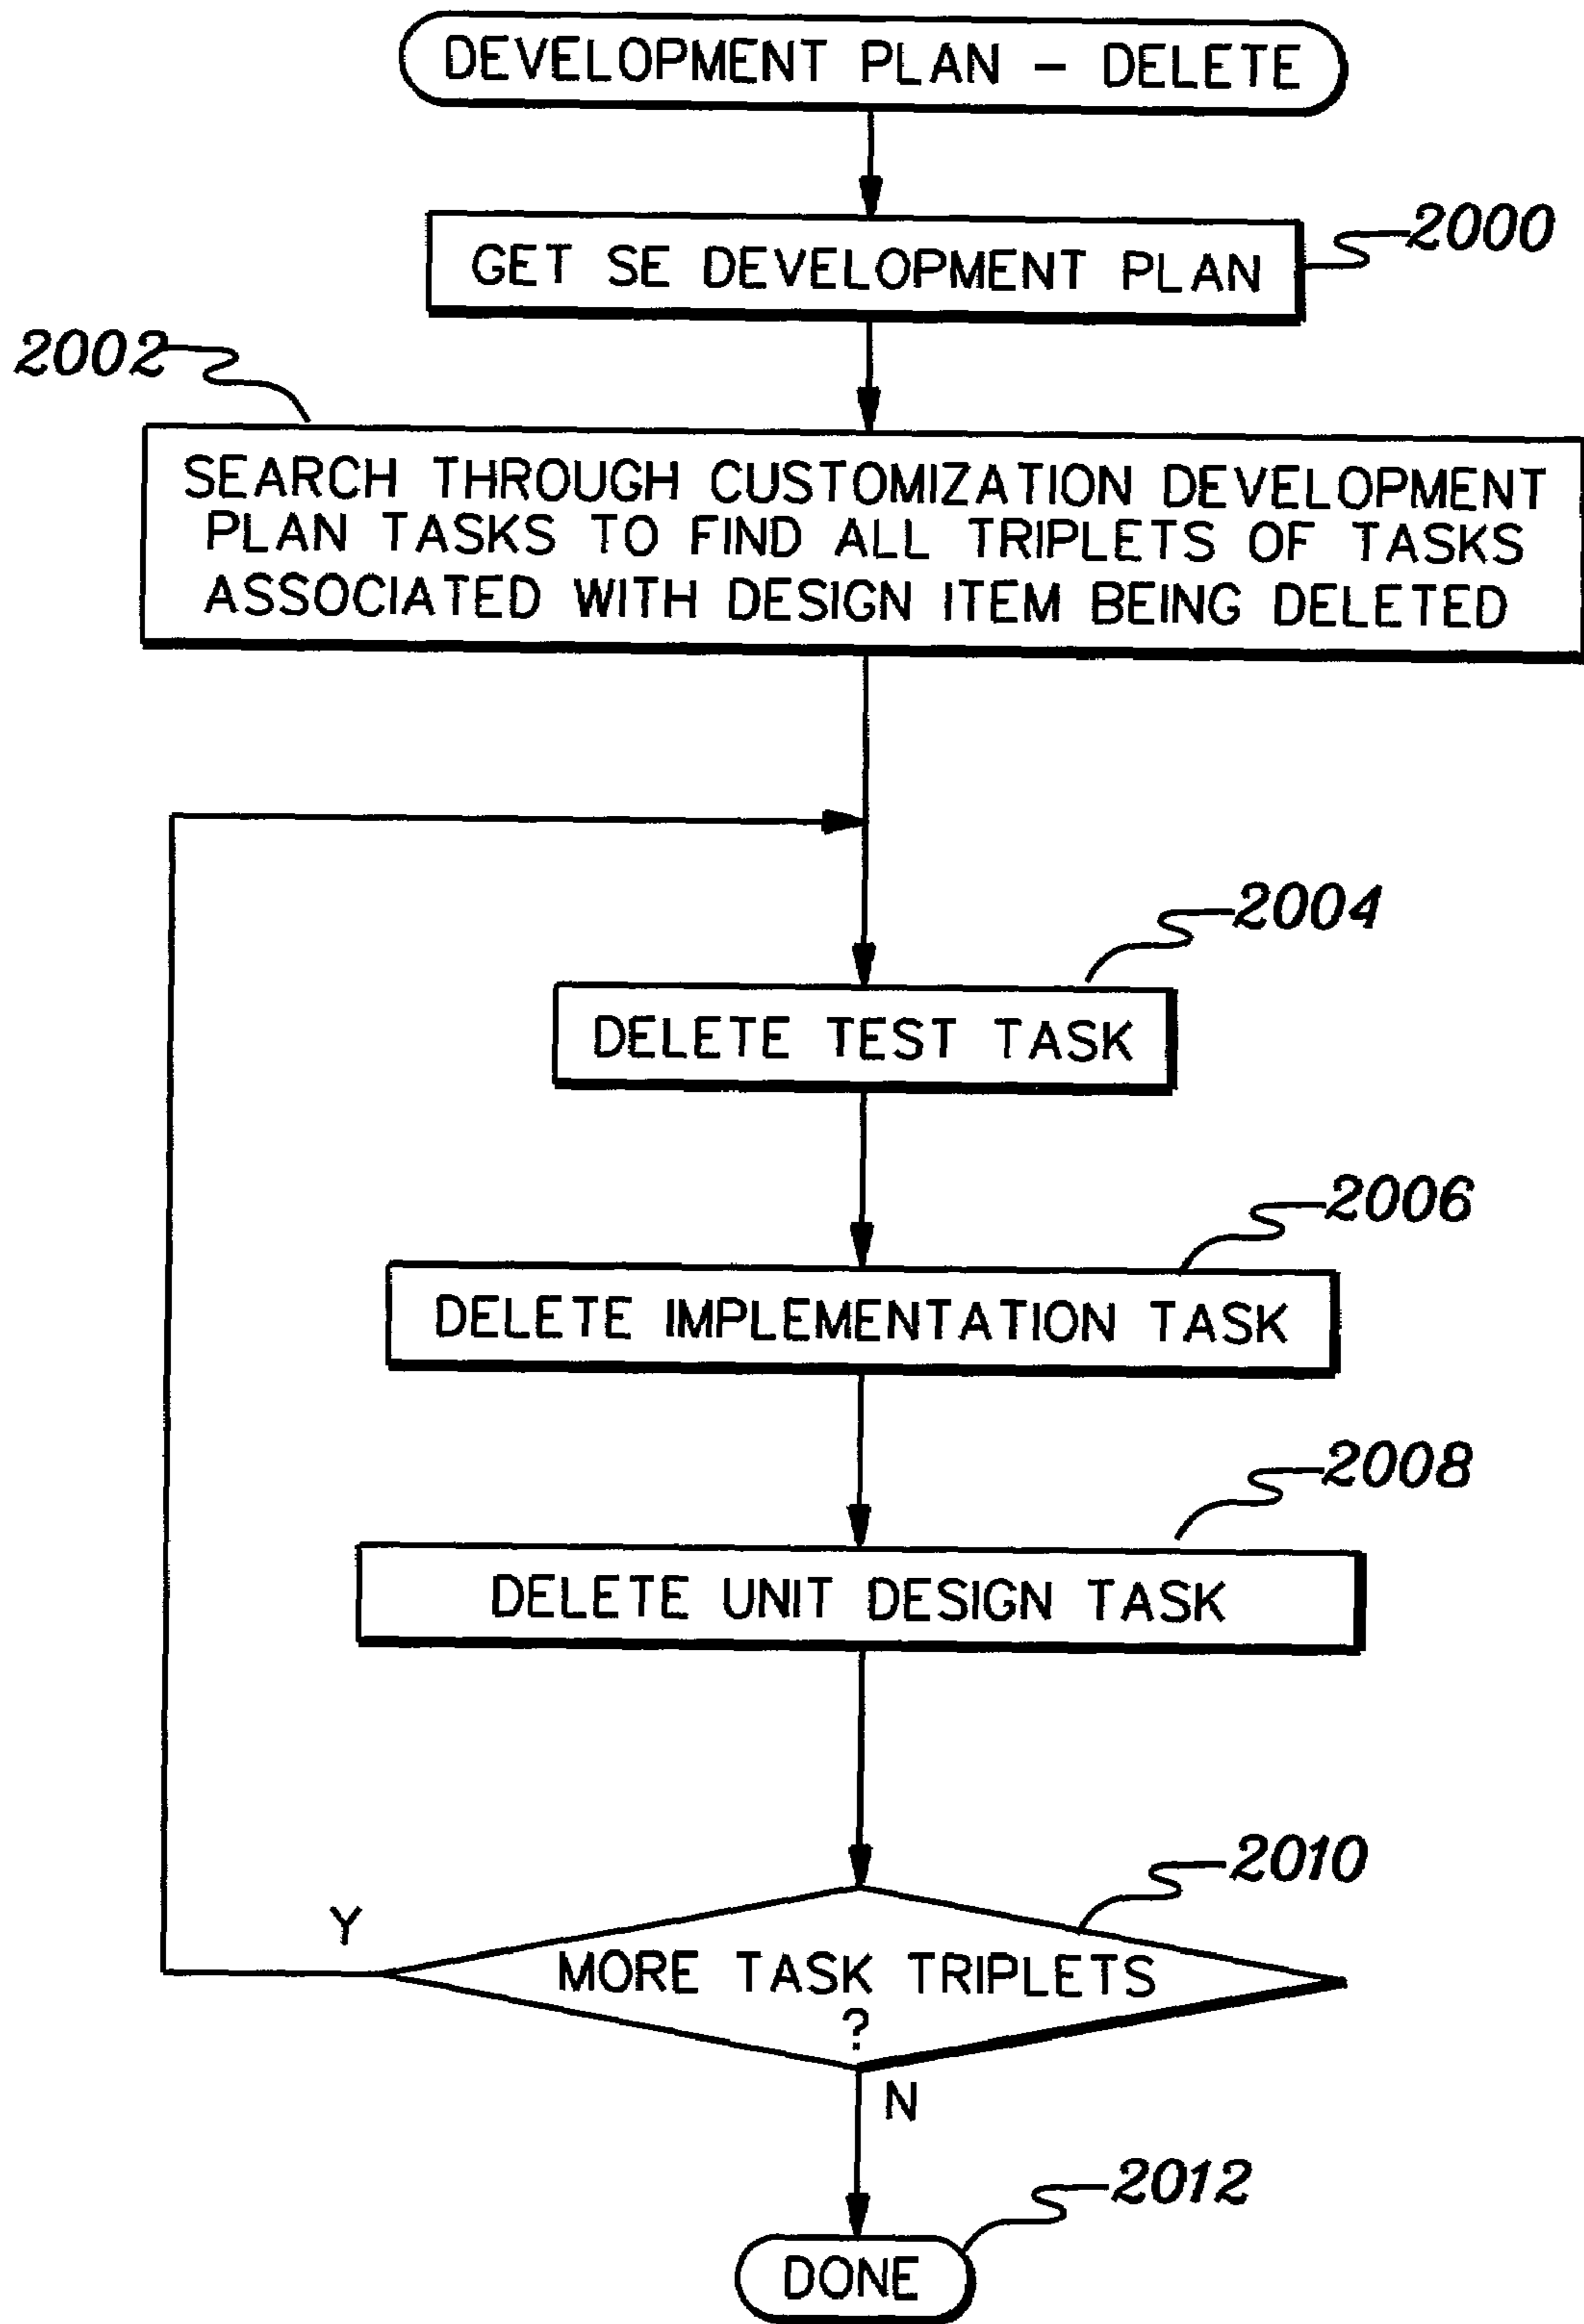 DEVELOPMENT PLAN - DELETE
GET SE DEVELOPMENT PLAN
2000
2002
SEARCH THROUGH CUSTOMIZATION DEVELOPMENT
PLAN TASKS TO FIND ALL TRIPLETS OF TASKS
ASSOCIATED WITH DESIGN ITEM BEING DELETED
2004
DELETE TEST TASK
2006
DELETE IMPLEMENTATION TASK
2008
DELETE UNIT DESIGN TASK
2010
Y
MORE TASK TRIPLETS
?
N
2012
DONE